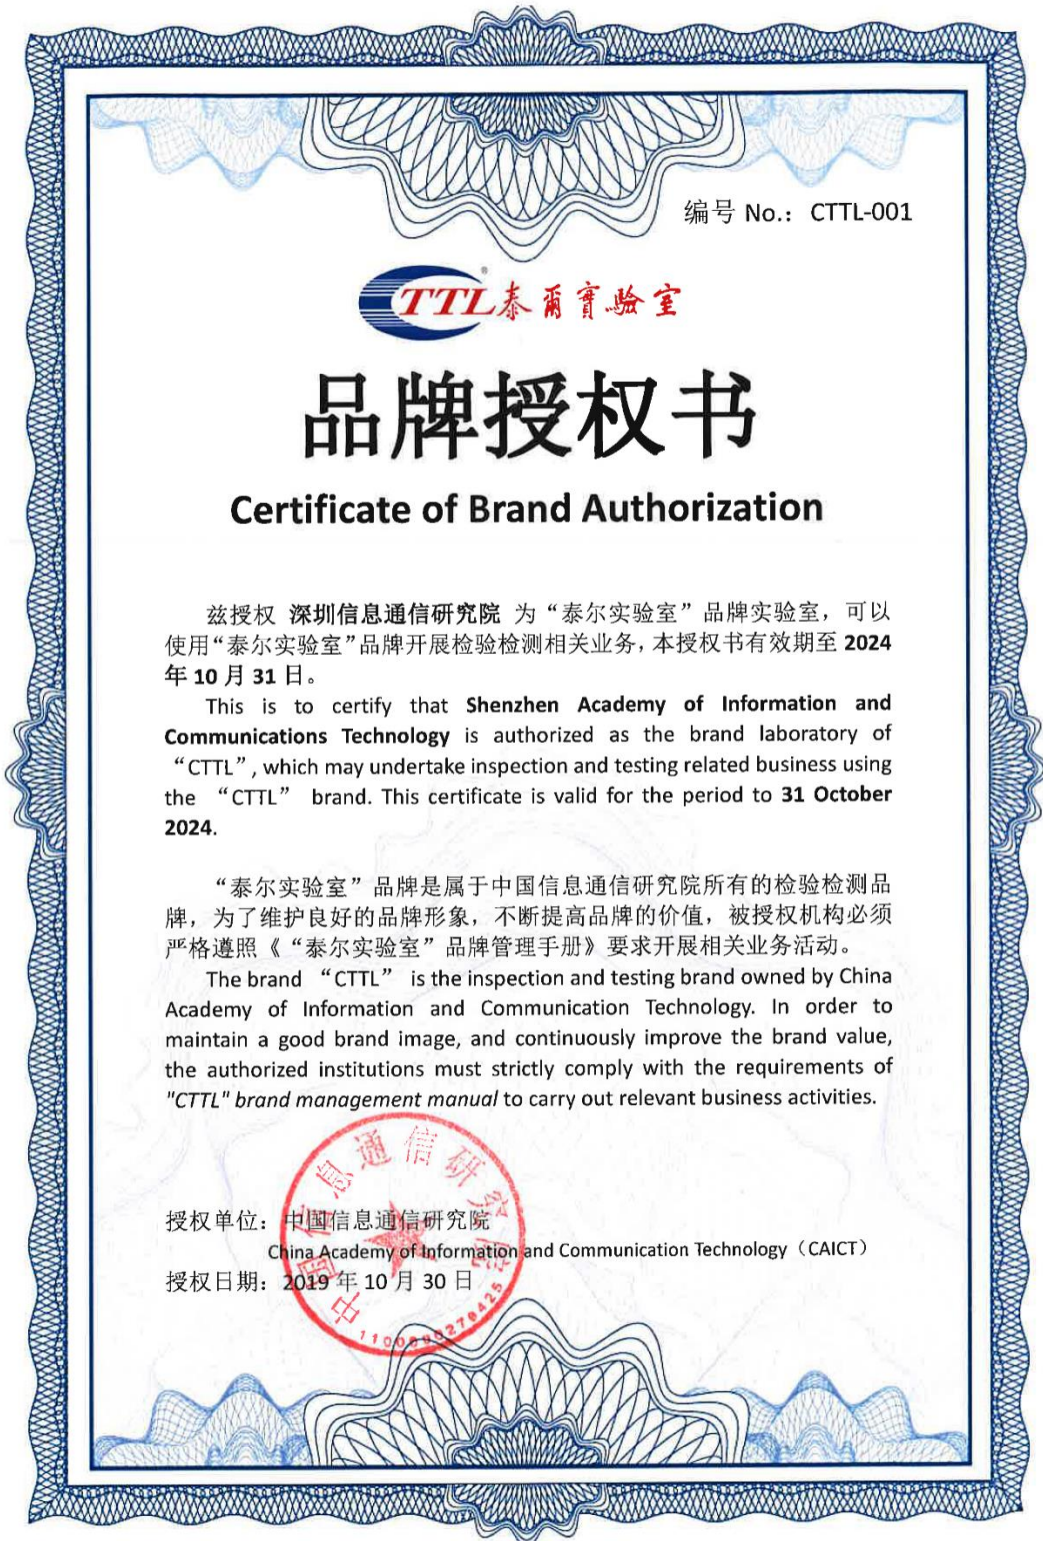 编号 No.: CTTL-001
CTTL®泰爾實驗室
品牌授权书
Certificate of Brand Authorization
兹授权 深圳信息通信研究院 为“泰尔实验室”品牌实验室，可以
使用“泰尔实验室”品牌开展检验检测相关业务，本授权书有效期至 2024
年 10 月 31 日。
This is to certify that Shenzhen Academy of Information and
Communications Technology is authorized as the brand laboratory of
“CTTL”, which may undertake inspection and testing related business using
the “CTTL” brand. This certificate is valid for the period to 31 October
2024.
“泰尔实验室”品牌是属于中国信息通信研究院所有的检验检测品
牌，为了维护良好的品牌形象，不断提高品牌的价值，被授权机构必须
严格遵照《“泰尔实验室”品牌管理手册》要求开展相关业务活动。
The brand “CTTL” is the inspection and testing brand owned by China
Academy of Information and Communication Technology. In order to
maintain a good brand image, and continuously improve the brand value,
the authorized institutions must strictly comply with the requirements of
"CTTL" brand management manual to carry out relevant business activities.
中国信息通信研究院
授权单位：中国信息通信研究院
China Academy of Information and Communication Technology（CAICT）
授权日期：2019 年 10 月 30 日